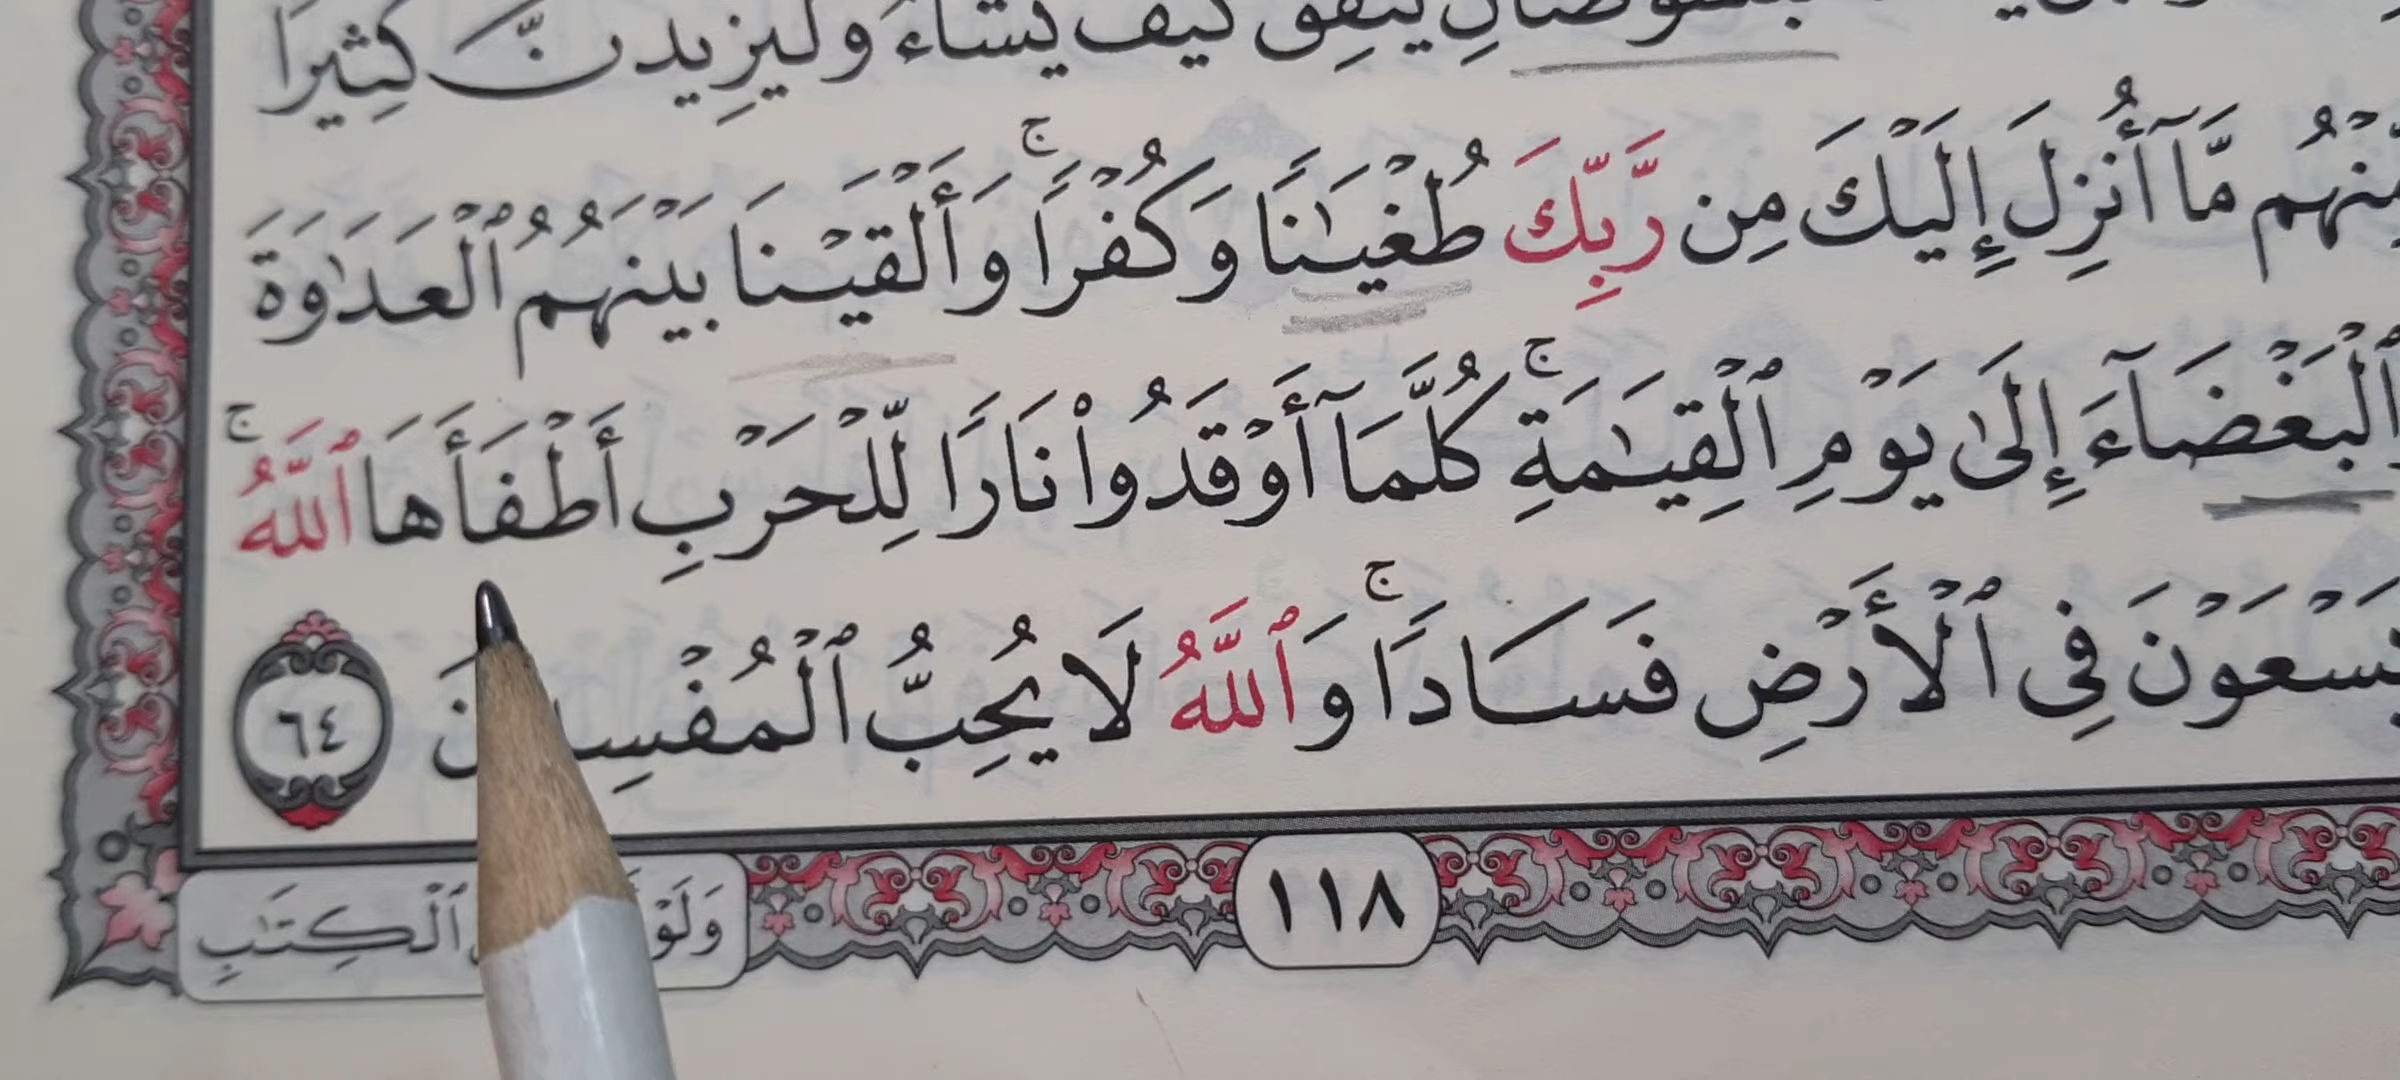 يُنفِقُ كَيْفَ يَشَآءُ وَلَيَزِيدَنَّ كَثِيرًا
مِّنْهُم مَّآ أُنزِلَ إِلَيْكَ مِن رَّبِّكَ طُغْيَـٰنًا وَكُفْرًا ۚ وَأَلْقَيْنَا بَيْنَهُمُ ٱلْعَدَٰوَةَ
ٱلْبَغْضَآءَ إِلَىٰ يَوْمِ ٱلْقِيَـٰمَةِ ۚ كُلَّمَآ أَوْقَدُوا۟ نَارًا لِّلْحَرْبِ أَطْفَأَهَا ٱللَّهُ ۚ
يَسْعَوْنَ فِى ٱلْأَرْضِ فَسَادًا ۚ وَٱللَّهُ لَا يُحِبُّ ٱلْمُفْسِدِينَ ٦٤
١١٨
وَلَوْ ٱلْكِتَـٰبِ